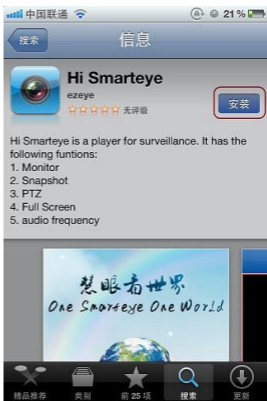 中国联通 21%
搜索 信息
Hi Smarteye
ezeye
无评级
安装
Hi Smarteye is a player for surveillance. It has the
following funtions:
1. Monitor
2. Snapshot
3. PTZ
4. Full Screen
5. audio frequency
慧眼看世界
One Smarteye One World
精品推荐 类别 前 25 项 搜索 更新